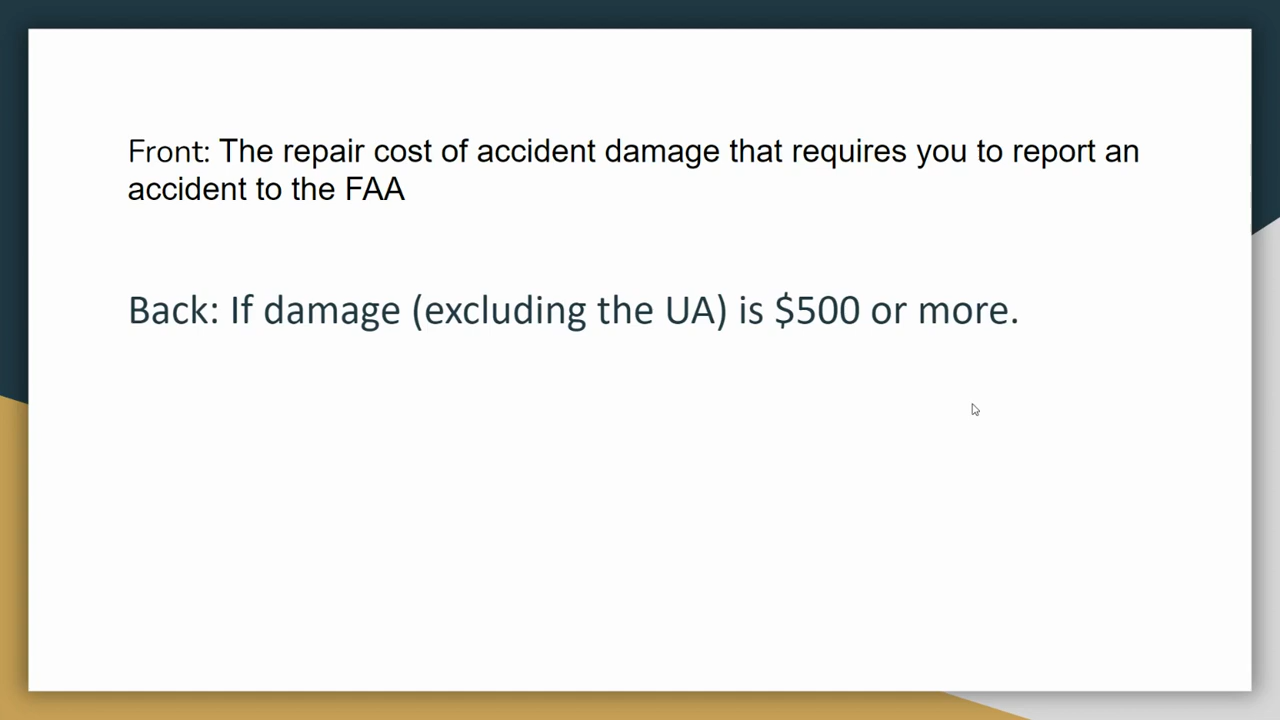 Front: The repair cost of accident damage that requires you to report an
accident to the FAA
Back: If damage (excluding the UA) is $500 or more.